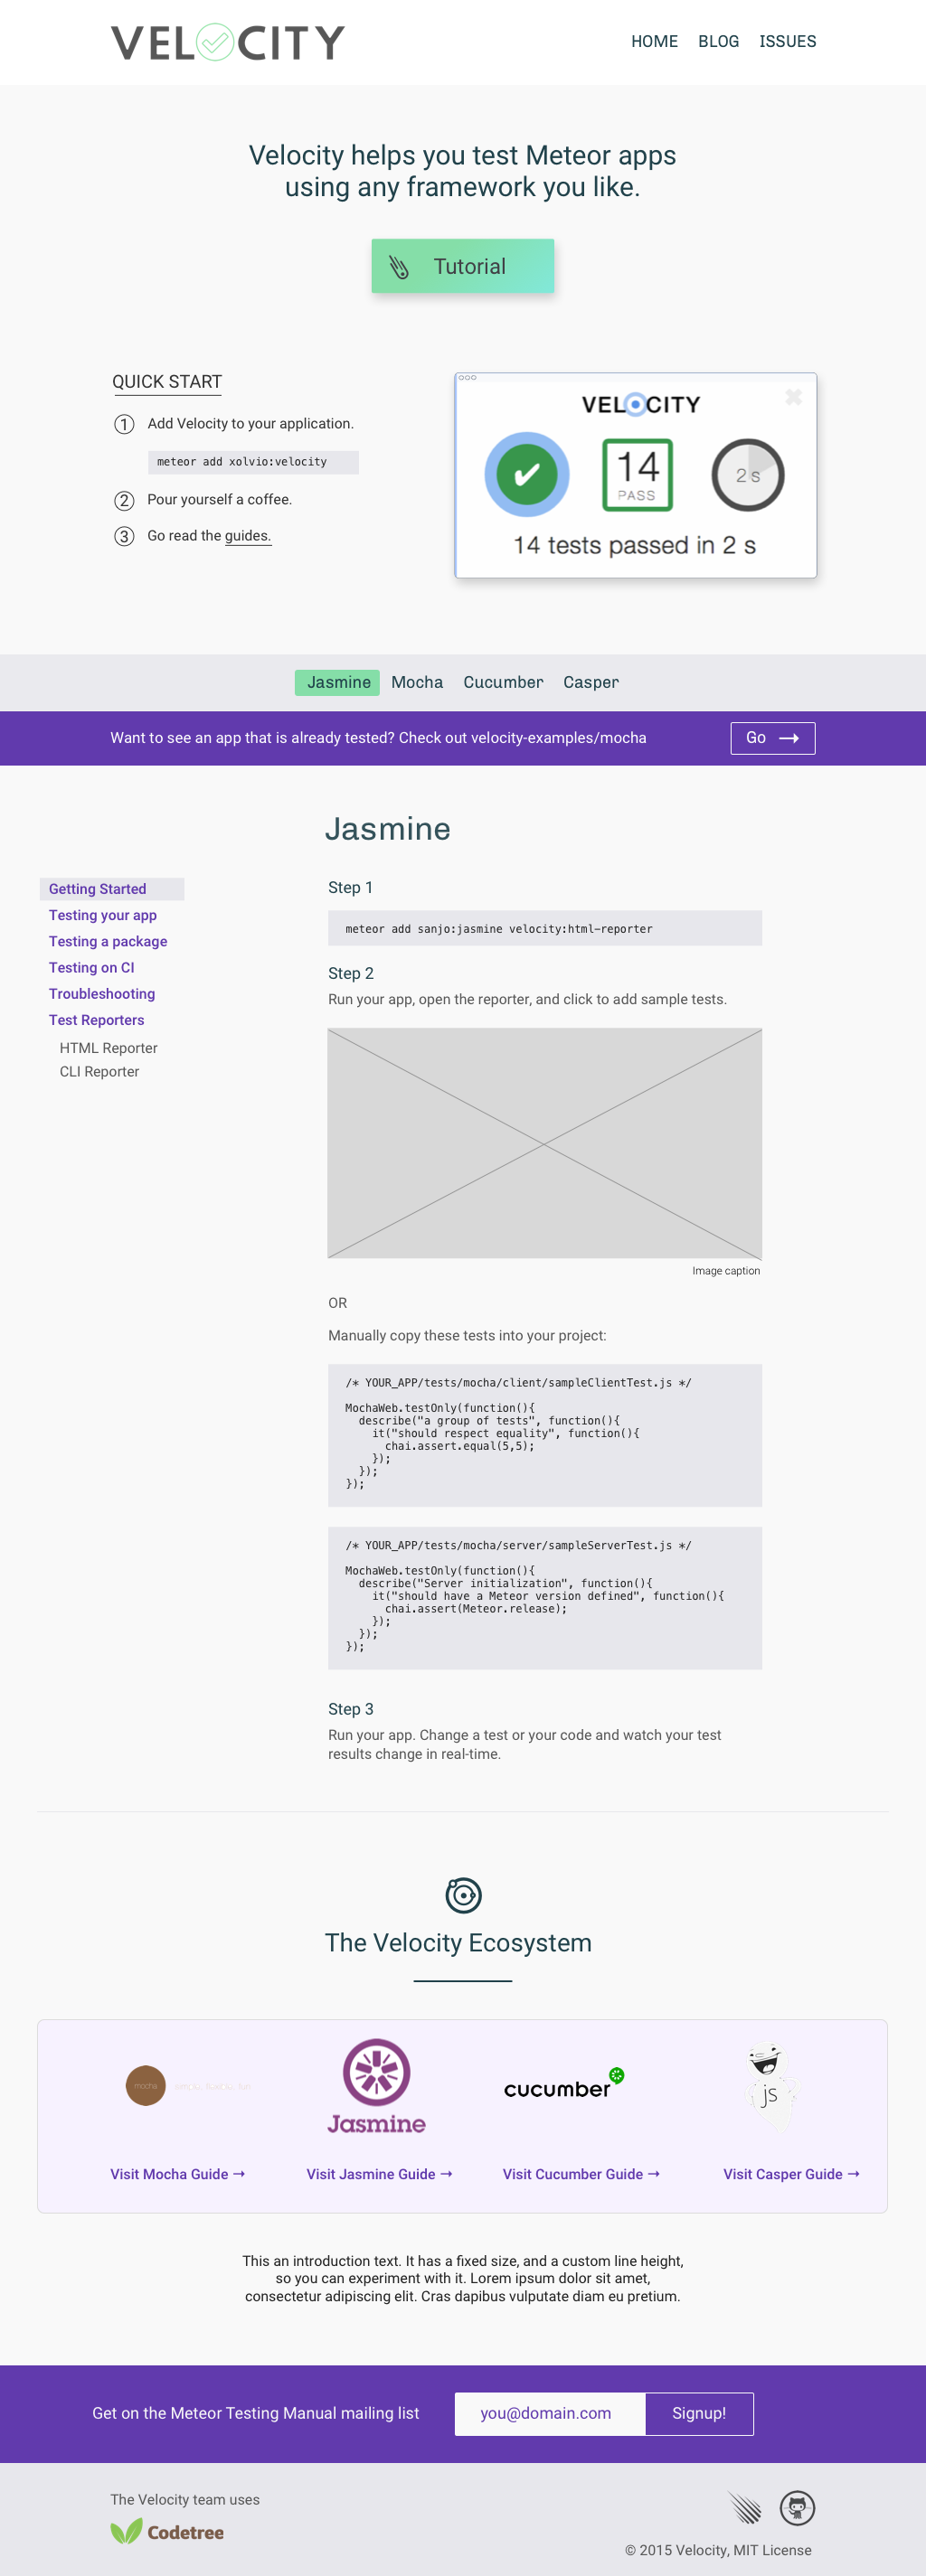 VELOCITY
HOME BLOG ISSUES
Velocity helps you test Meteor apps
using any framework you like.
Tutorial
QUICK START
1 Add Velocity to your application.
meteor add xolvio:velocity
2 Pour yourself a coffee.
3 Go read the guides.
VELOCITY
14
PASS
2 s
14 tests passed in 2 s
Jasmine Mocha Cucumber Casper
Want to see an app that is already tested? Check out velocity-examples/mocha
Go
Jasmine
Getting Started
Testing your app
Testing a package
Testing on CI
Troubleshooting
Test Reporters
HTML Reporter
CLI Reporter
Step 1
meteor add sanjo:jasmine velocity:html-reporter
Step 2
Run your app, open the reporter, and click to add sample tests.
Image caption
OR
Manually copy these tests into your project:
/* YOUR_APP/tests/mocha/client/sampleClientTest.js */
MochaWeb.testOnly(function(){
  describe("a group of tests", function(){
    it("should respect equality", function(){
      chai.assert.equal(5,5);
    });
  });
});
/* YOUR_APP/tests/mocha/server/sampleServerTest.js */
MochaWeb.testOnly(function(){
  describe("Server initialization", function(){
    it("should have a Meteor version defined", function(){
      chai.assert(Meteor.release);
    });
  });
});
Step 3
Run your app. Change a test or your code and watch your test
results change in real-time.
The Velocity Ecosystem
mocha
Jasmine
cucumber
JS
Visit Mocha Guide →
Visit Jasmine Guide →
Visit Cucumber Guide →
Visit Casper Guide →
This an introduction text. It has a fixed size, and a custom line height,
so you can experiment with it. Lorem ipsum dolor sit amet,
consectetur adipiscing elit. Cras dapibus vulputate diam eu pretium.
Get on the Meteor Testing Manual mailing list
you@domain.com
Signup!
The Velocity team uses
Codetree
© 2015 Velocity, MIT License